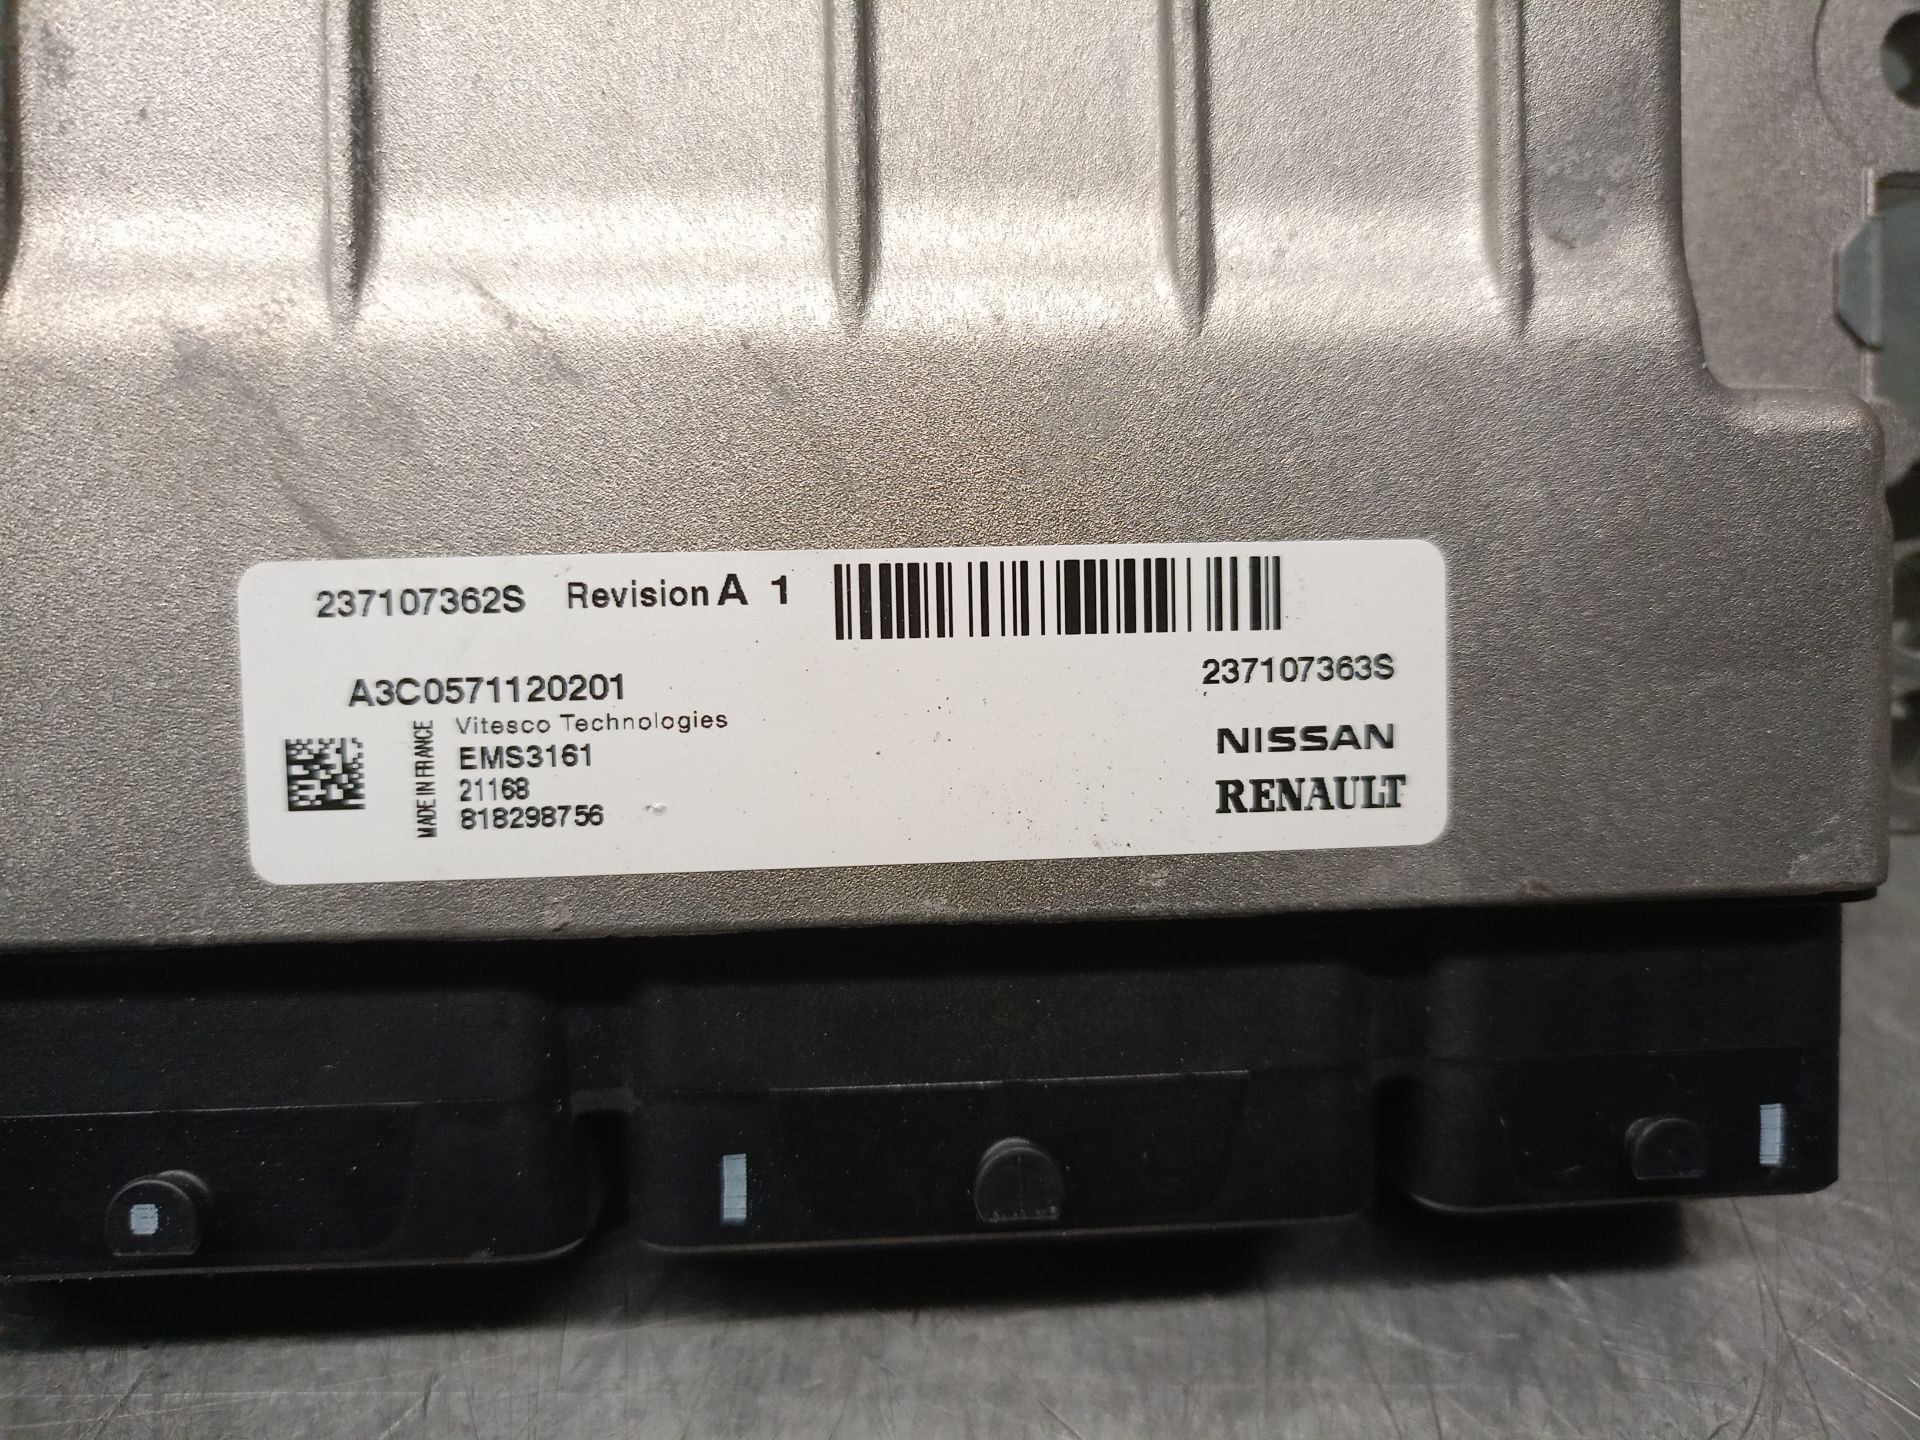 237107362S Revision A 1
A3C0571120201
237107363S
MADE IN FRANCE
Vitesco Technologies
EMS3161
21168
818298756
NISSAN
RENAULT